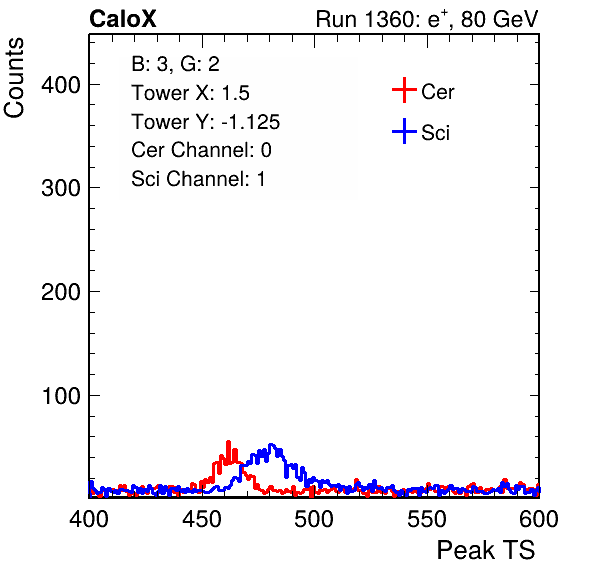 CaloX Run 1360: e⁺, 80 GeV
Counts
B: 3, G: 2
Tower X: 1.5
Tower Y: -1.125
Cer Channel: 0
Sci Channel: 1
Cer
Sci
400
300
200
100
400 450 500 550 600
Peak TS